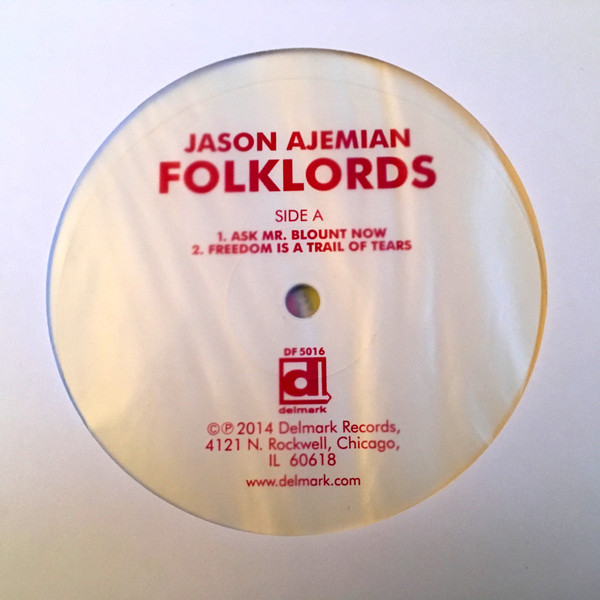 JASON AJEMIAN
FOLKLORDS
SIDE A
1. ASK MR. BLOUNT NOW
2. FREEDOM IS A TRAIL OF TEARS
DF 5016
d
delmark
©℗ 2014 Delmark Records,
4121 N. Rockwell, Chicago,
IL 60618
www.delmark.com